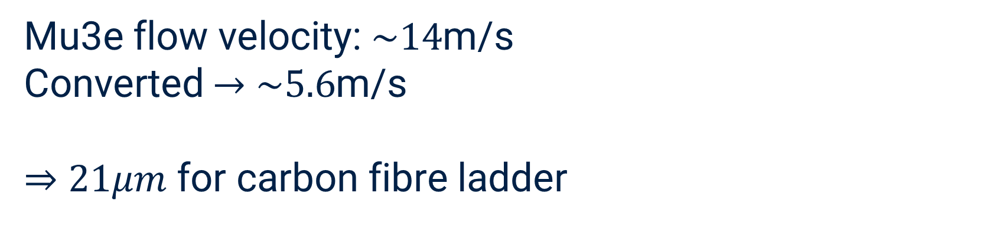 Mu3e flow velocity: ~14m/s
Converted → ~5.6m/s
⇒ 21μm for carbon fibre ladder